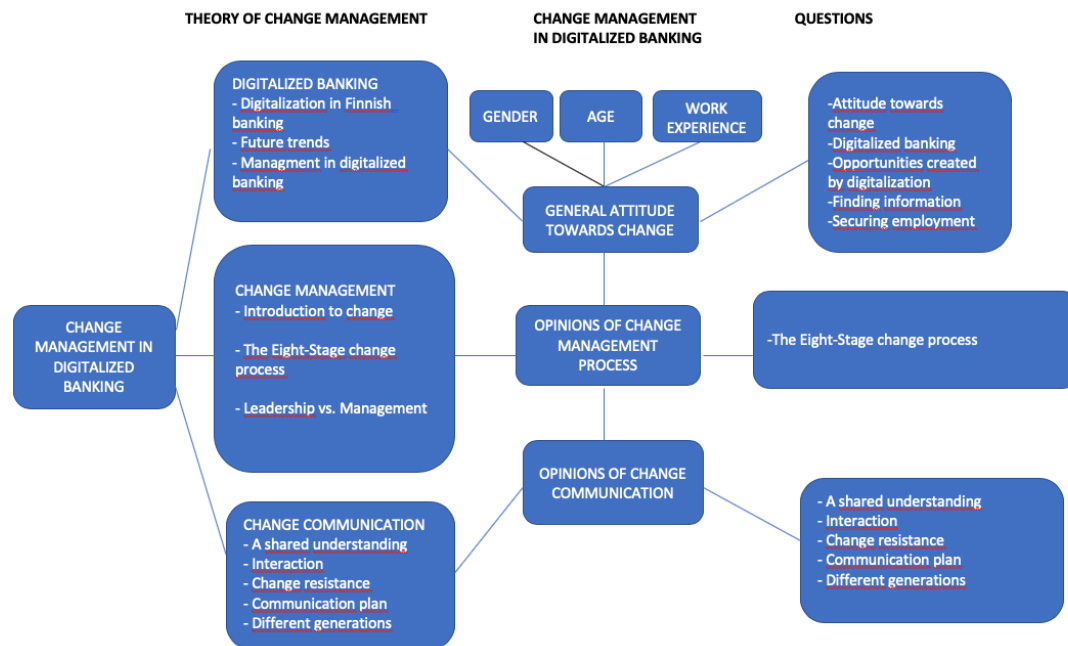 THEORY OF CHANGE MANAGEMENT
CHANGE MANAGEMENT
IN DIGITALIZED BANKING
QUESTIONS
CHANGE
MANAGEMENT IN
DIGITALIZED
BANKING
DIGITALIZED BANKING
- Digitalization in Finnish
banking
- Future trends
- Managment in digitalized
banking
CHANGE MANAGEMENT
- Introduction to change
- The Eight-Stage change
process
- Leadership vs. Management
CHANGE COMMUNICATION
- A shared understanding
- Interaction
- Change resistance
- Communication plan
- Different generations
GENDER
AGE
WORK
EXPERIENCE
GENERAL ATTITUDE
TOWARDS CHANGE
OPINIONS OF CHANGE
MANAGEMENT
PROCESS
OPINIONS OF CHANGE
COMMUNICATION
-Attitude towards
change
-Digitalized banking
-Opportunities created
by digitalization
-Finding information
-Securing employment
-The Eight-Stage change process
- A shared understanding
- Interaction
- Change resistance
- Communication plan
- Different generations